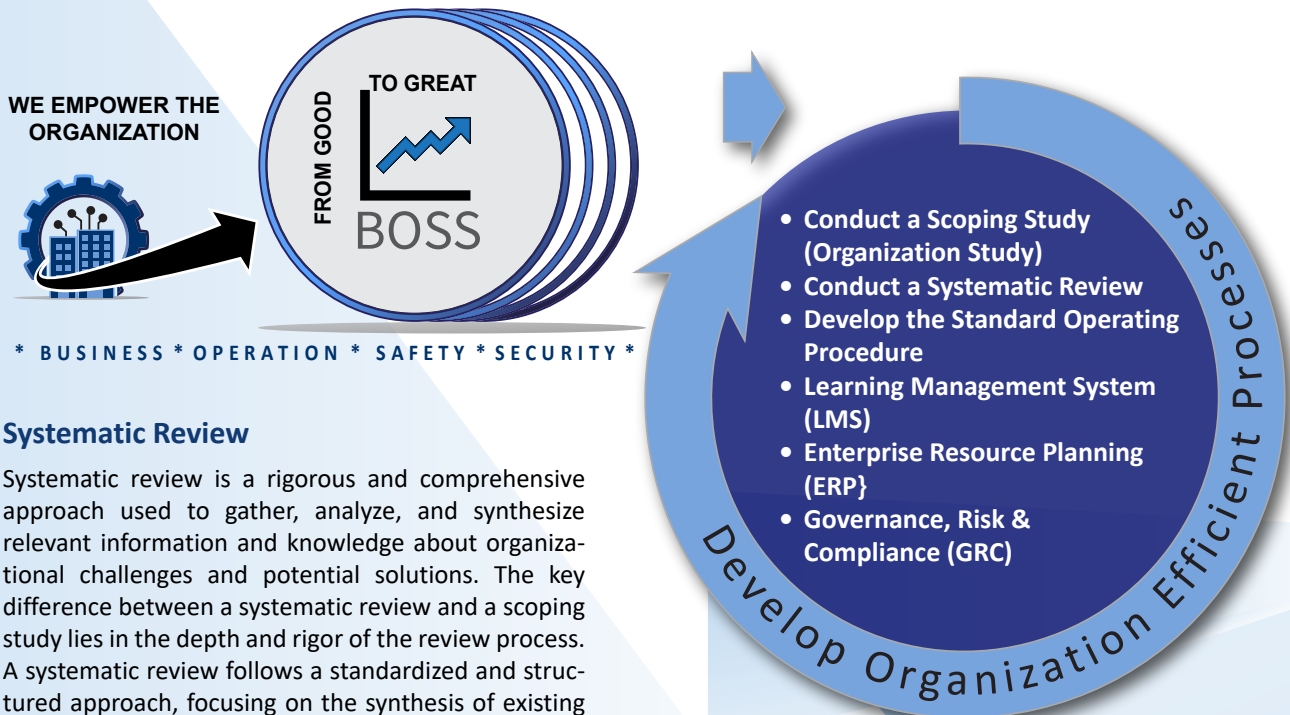 WE EMPOWER THE
ORGANIZATION
FROM GOOD
TO GREAT
BOSS
* BUSINESS * OPERATION * SAFETY * SECURITY *
Systematic Review
Systematic review is a rigorous and comprehensive
approach used to gather, analyze, and synthesize
relevant information and knowledge about organiza-
tional challenges and potential solutions. The key
difference between a systematic review and a scoping
study lies in the depth and rigor of the review process.
A systematic review follows a standardized and struc-
tured approach, focusing on the synthesis of existing
• Conduct a Scoping Study
(Organization Study)
• Conduct a Systematic Review
• Develop the Standard Operating
Procedure
• Learning Management System
(LMS)
• Enterprise Resource Planning
(ERP}
• Governance, Risk &
Compliance (GRC)
Develop Organization Efficient Processes